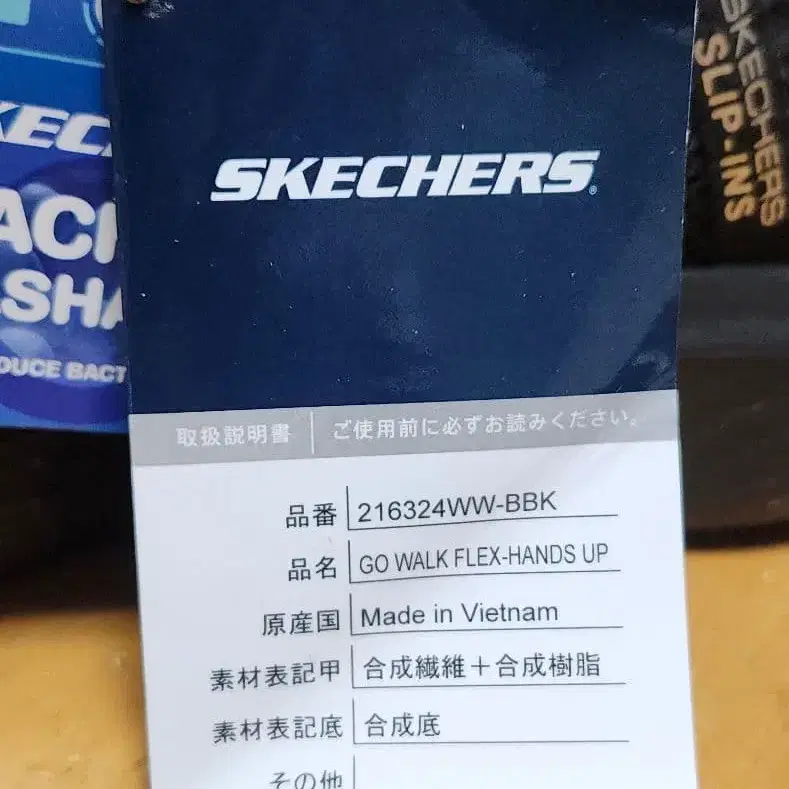 SKECHERS
取扱説明書 ご使用前に必ずお読みください。
品番 216324WW-BBK
品名 GO WALK FLEX-HANDS UP
原産国 Made in Vietnam
素材表記甲 合成繊維＋合成樹脂
素材表記底 合成底
その他
SKECHERS
SLIP.INS